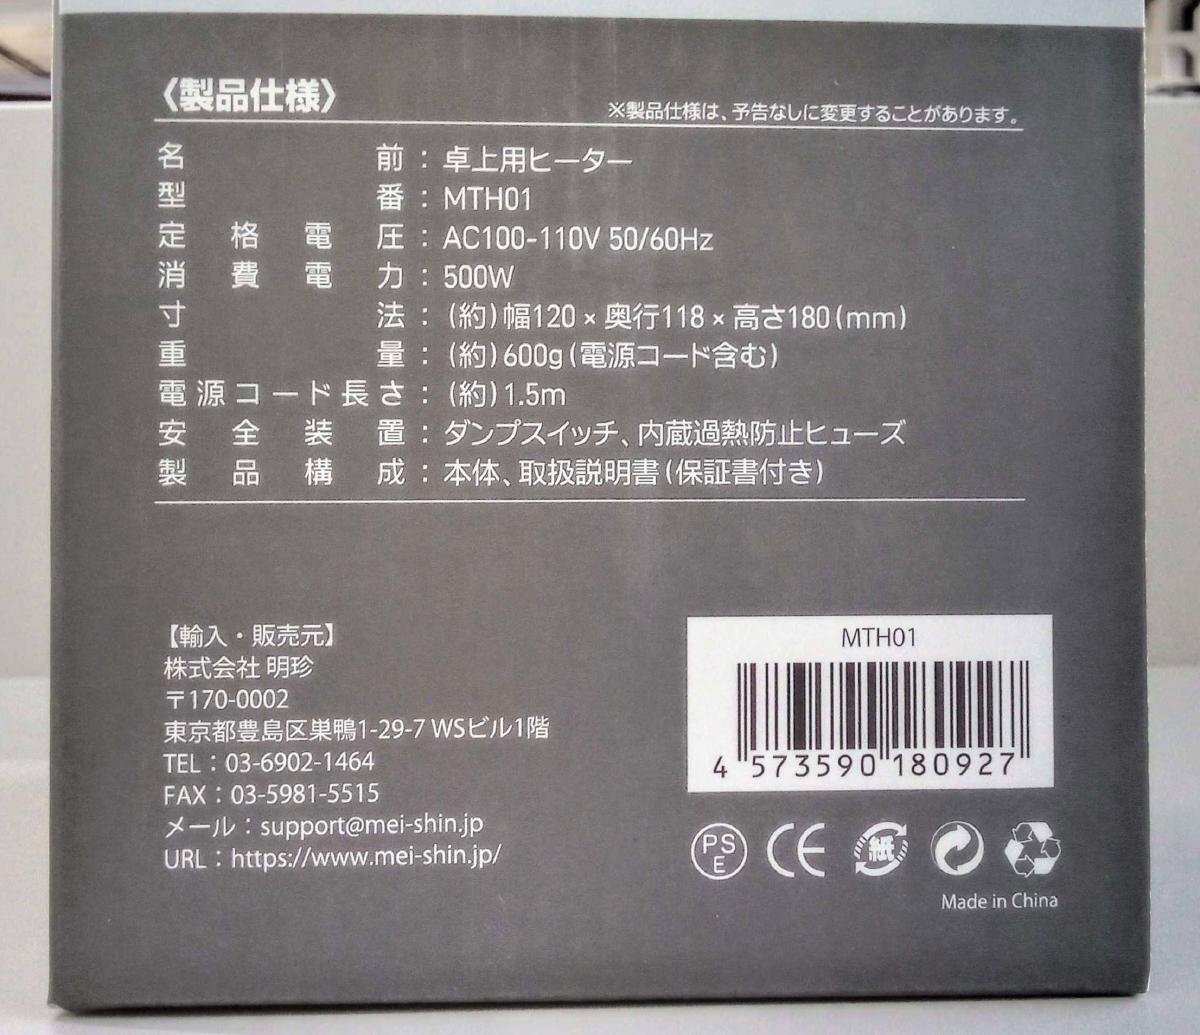 〈製品仕様〉
※製品仕様は、予告なしに変更することがあります。
名前：卓上用ヒーター
型番：MTH01
定格電圧：AC100-110V 50/60Hz
消費電力：500W
寸法：(約)幅120×奥行118×高さ180(mm)
重量：(約)600g(電源コード含む)
電源コード長さ：(約)1.5m
安全装置：ダンプスイッチ、内蔵過熱防止ヒューズ
製品構成：本体、取扱説明書(保証書付き)
【輸入・販売元】
株式会社 明珍
〒170-0002
東京都豊島区巣鴨1-29-7 WSビル1階
TEL：03-6902-1464
FAX：03-5981-5515
メール：support@mei-shin.jp
URL：https://www.mei-shin.jp/
MTH01
4 573590 180927
PS
E
CE
紙
Made in China